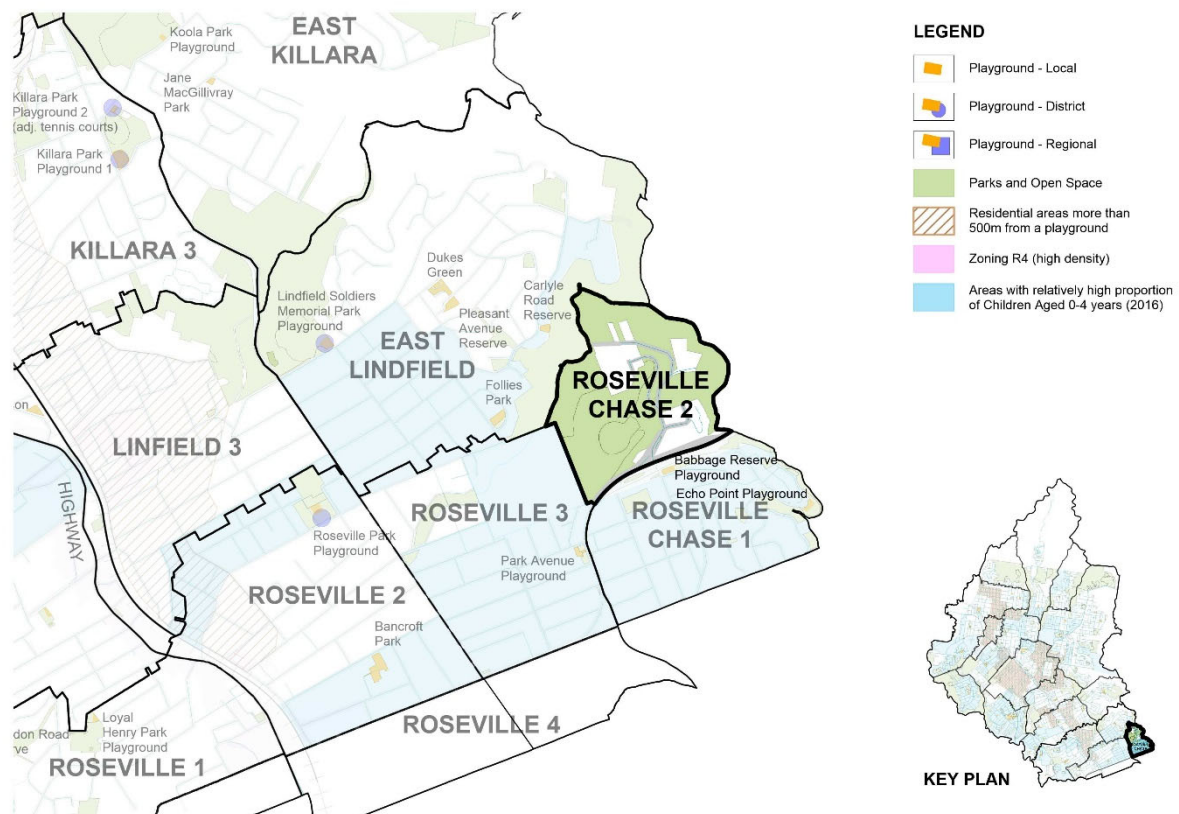 EAST
KILLARA
Koola Park
Playground
Jane
MacGillivray
Park
Killara Park
Playground 2
(adj. tennis courts)
Killara Park
Playground 1
KILLARA 3
Dukes
Green
Carlyle
Road
Reserve
Lindfield Soldiers
Memorial Park
Playground
Pleasant
Avenue
Reserve
EAST
LINDFIELD
Follies
Park
ROSEVILLE
CHASE 2
on
LINFIELD 3
HIGHWAY
Babbage Reserve
Playground
Echo Point Playground
ROSEVILLE
CHASE 1
ROSEVILLE 3
Roseville Park
Playground
Park Avenue
Playground
ROSEVILLE 2
Bancroft
Park
ROSEVILLE 4
Loyal
Henry Park
Playground
don Road
rve
ROSEVILLE 1
LEGEND
Playground - Local
Playground - District
Playground - Regional
Parks and Open Space
Residential areas more than
500m from a playground
Zoning R4 (high density)
Areas with relatively high proportion
of Children Aged 0-4 years (2016)
KEY PLAN